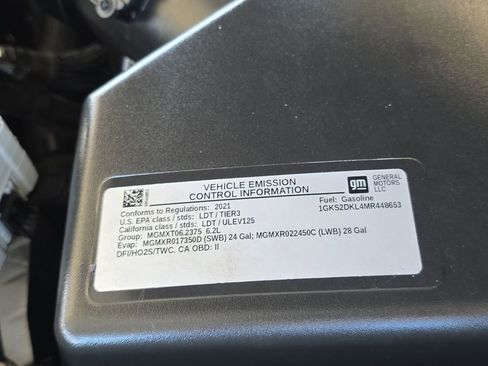 VEHICLE EMISSION
CONTROL INFORMATION
gm GENERAL MOTORS LLC
Conforms to Regulations: 2021
Fuel: Gasoline
U.S. EPA class / stds: LDT / TIER3
1GKS2DKL4MR448653
California class / stds: LDT / ULEV125
Group: MGMXT06.2375 6.2L
Evap: MGMXR017350D (SWB) 24 Gal; MGMXR022450C (LWB) 28 Gal
DFI/HO2S/TWC. CA OBD: II